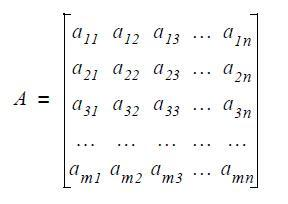 a11 a12 a13 ... a1n
a21 a22 a23 ... a2n
A = a31 a32 a33 ... a3n
... ... ... ... ...
am1 am2 am3 ... amn